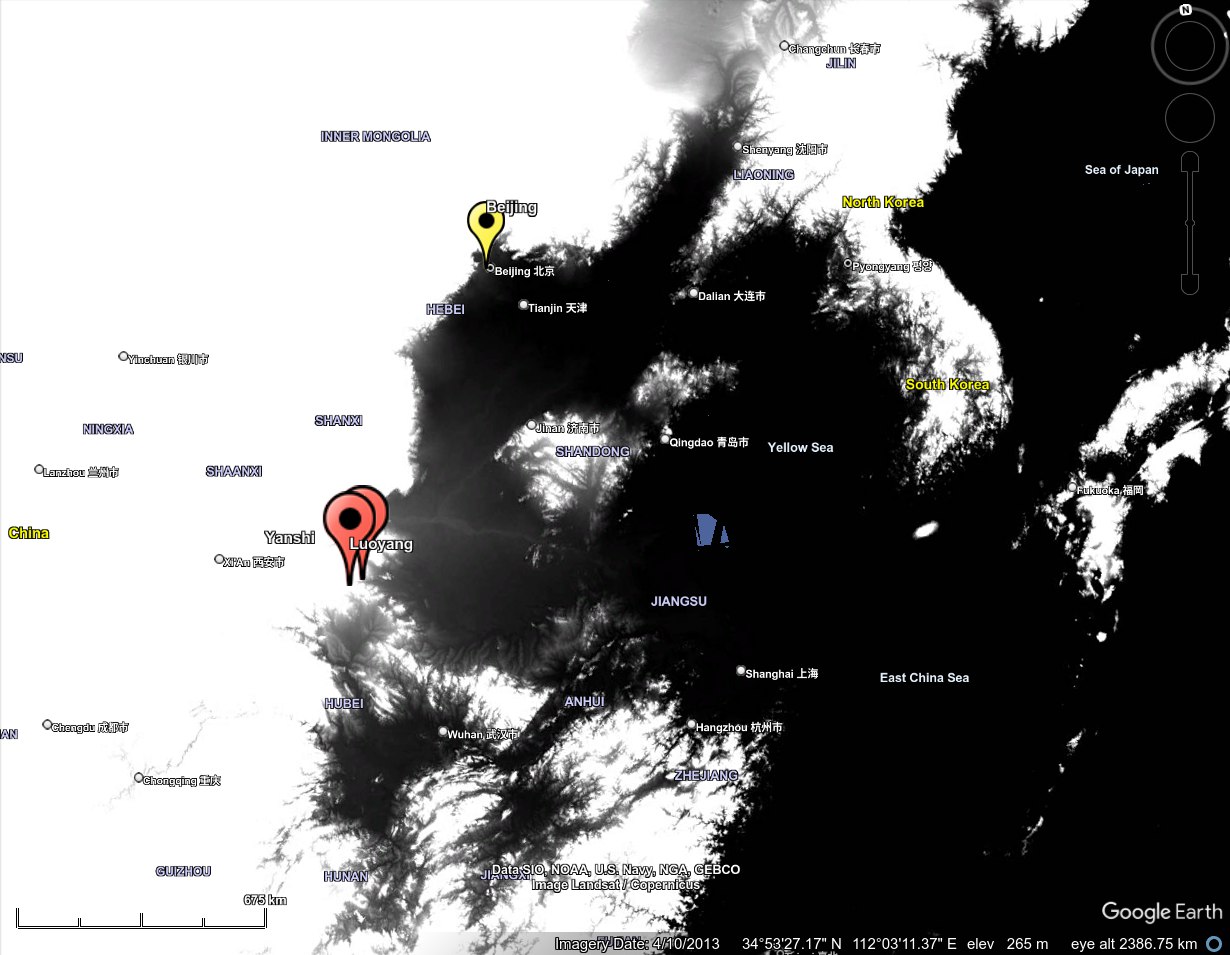 N
Changchun 长春市
JILIN
INNER MONGOLIA
Shenyang 沈阳市
Sea of Japan
LIAONING
North Korea
Beijing
Pyongyang 평양
Beijing 北京
Dalian 大连市
Tianjin 天津
HEBEI
NSU
Yinchuan 银川市
South Korea
SHANXI
NINGXIA
Jinan 济南市
Qingdao 青岛市
Yellow Sea
SHANDONG
Lanzhou 兰州市
SHAANXI
Fukuoka 福岡
China
Yanshi
Luoyang
Xi'An 西安市
JIANGSU
Shanghai 上海
East China Sea
HUBEI
ANHUI
Chengdu 成都市
Hangzhou 杭州市
AN
Wuhan 武汉市
Chongqing 重庆
ZHEJIANG
GUIZHOU
HUNAN
JIANGXI
Data SIO, NOAA, U.S. Navy, NGA, GEBCO
Image Landsat / Copernicus
675 km
Google Earth
Imagery Date: 4/10/2013 34°53'27.17" N 112°03'11.37" E elev 265 m eye alt 2386.75 km